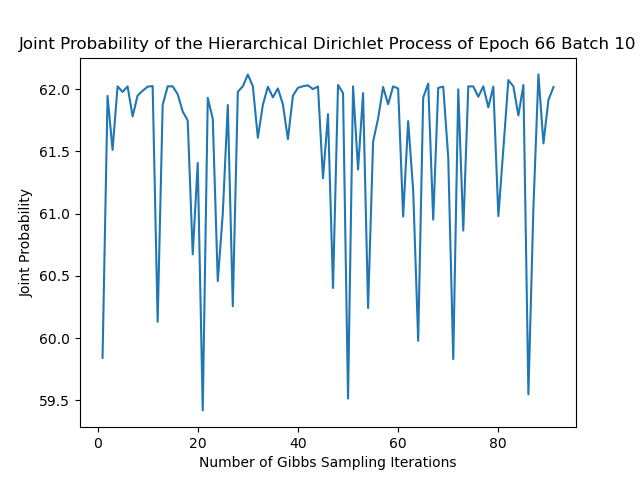 Joint Probability of the Hierarchical Dirichlet Process of Epoch 66 Batch 10
62.0
61.5
61.0
60.5
60.0
59.5
Joint Probability
0 20 40 60 80
Number of Gibbs Sampling Iterations